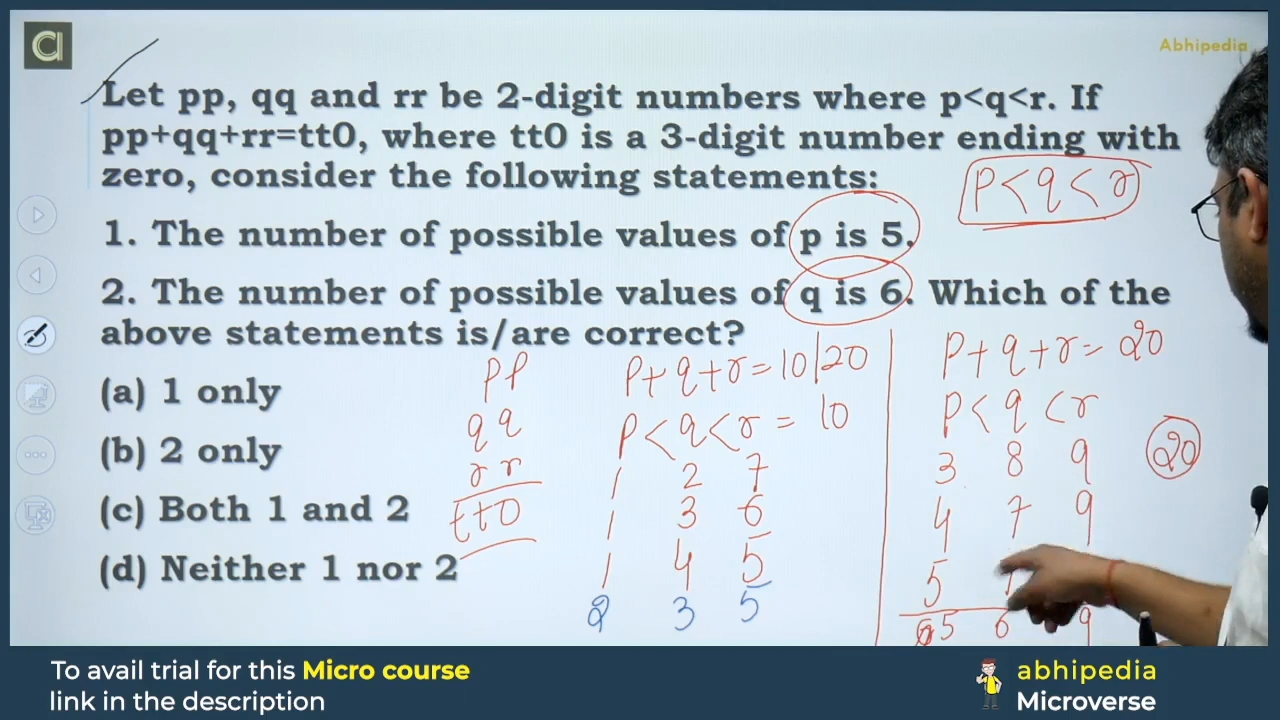 a
Abhipedia
Let pp, qq and rr be 2-digit numbers where p<q<r. If
pp+qq+rr=tt0, where tt0 is a 3-digit number ending with
zero, consider the following statements:
p<q<r
1. The number of possible values of p is 5.
2. The number of possible values of q is 6. Which of the
above statements is/are correct?
(a) 1 only
(b) 2 only
(c) Both 1 and 2
(d) Neither 1 nor 2
pp
qq
rr
tt0
p+q+r=10/20
p<q<r=10
1 2 7
1 3 6
1 4 5
2 3 5
p+q+r=20
p<q<r
3 8 9
20
4 7 9
5
5 6 9
To avail trial for this Micro course
link in the description
abhipedia
Microverse